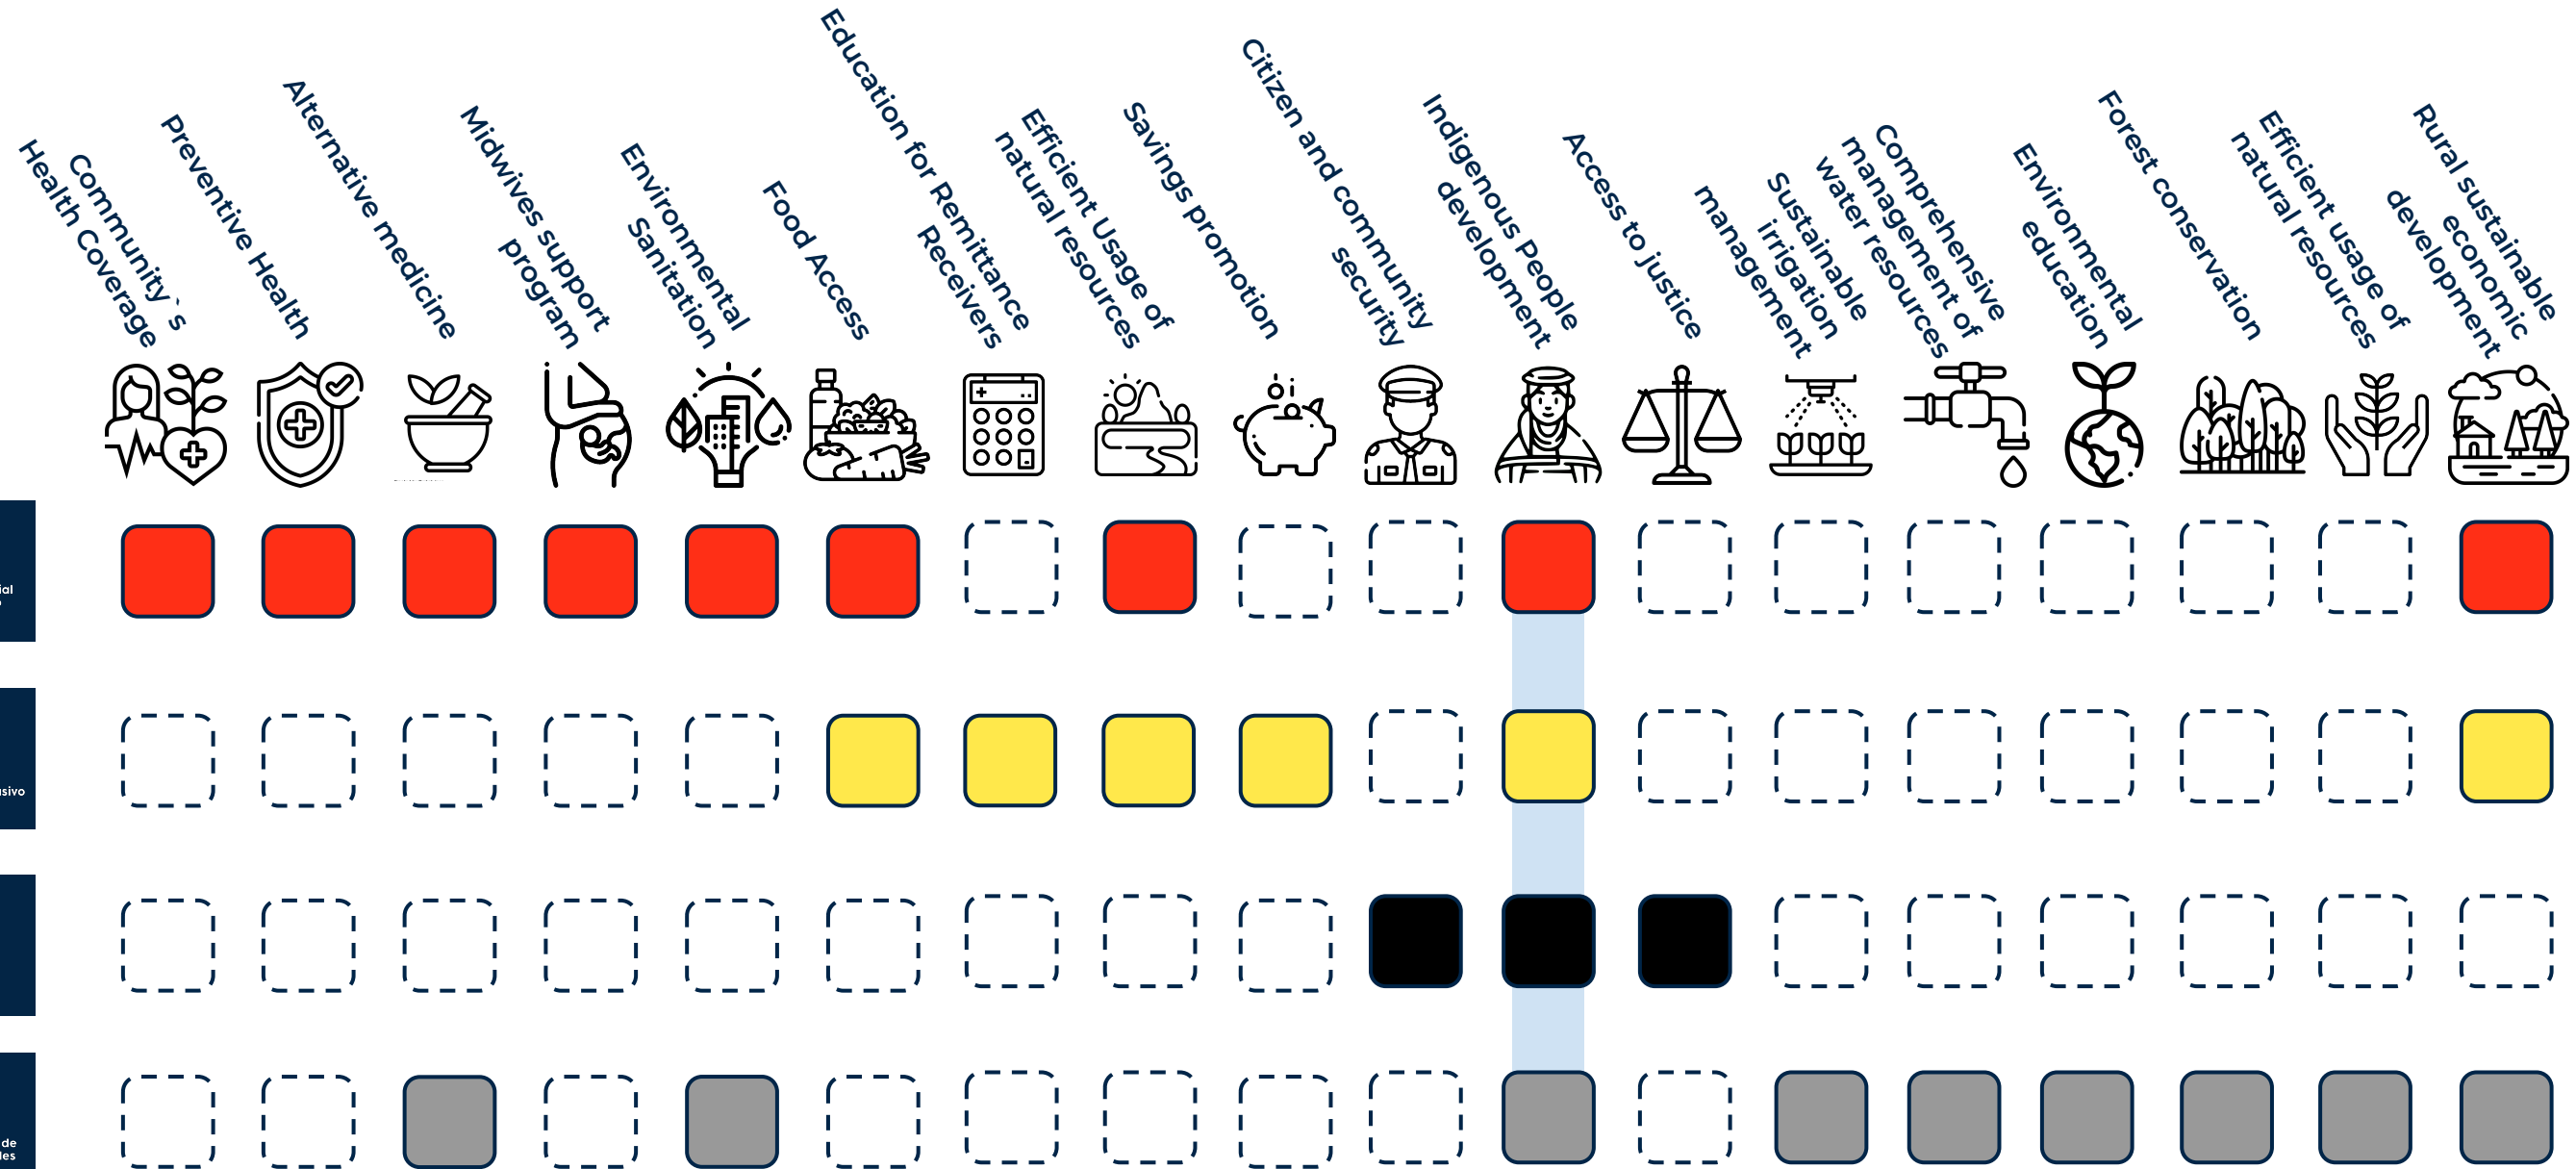 Community`s
Health Coverage
Preventive Health
Alternative medicine
Midwives support
program
Environmental
Sanitation
Food Access
Education for Remittance
Receivers
Efficient Usage of
natural resources
Savings promotion
Citizen and community
security
Indigenous People
development
Access to justice
Sustainable
irrigation
management
Comprehensive
management of
water resources
Environmental
education
Forest conservation
Efficient usage of
natural resources
Rural sustainable
economic
development
ial
usivo
de
les